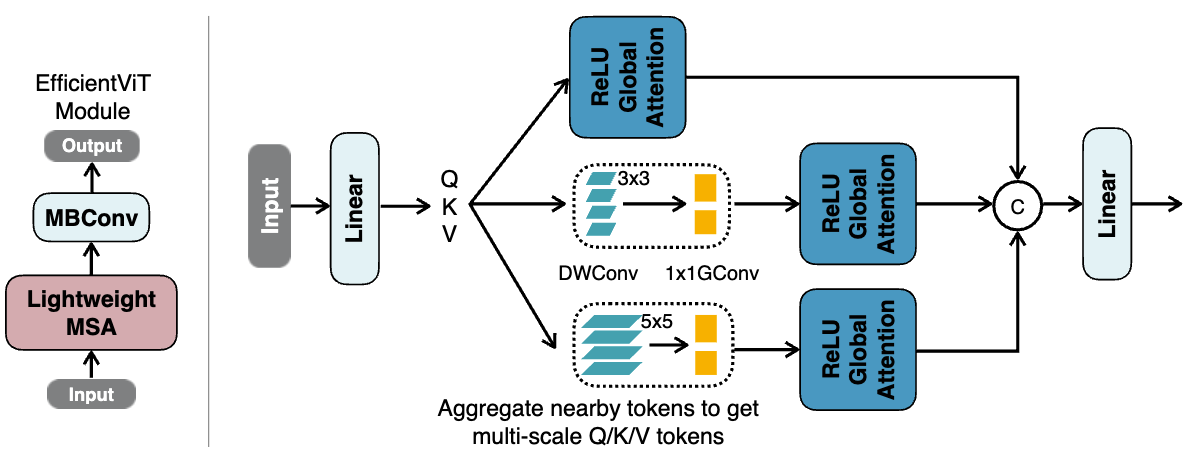 EfficientViT
Module
Output
MBConv
Lightweight
MSA
Input
Input
Linear
Q
K
V
ReLU
Global
Attention
3x3
DWConv
1x1GConv
5x5
ReLU
Global
Attention
ReLU
Global
Attention
C
Linear
Aggregate nearby tokens to get
multi-scale Q/K/V tokens